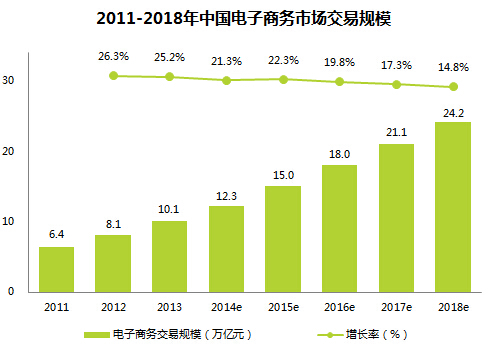 2011-2018年中国电子商务市场交易规模
26.3% 25.2% 21.3% 22.3% 19.8% 17.3% 14.8%
30
20
10
0
6.4 8.1 10.1 12.3 15.0 18.0 21.1 24.2
2011 2012 2013 2014e 2015e 2016e 2017e 2018e
电子商务交易规模（万亿元） 增长率（%）